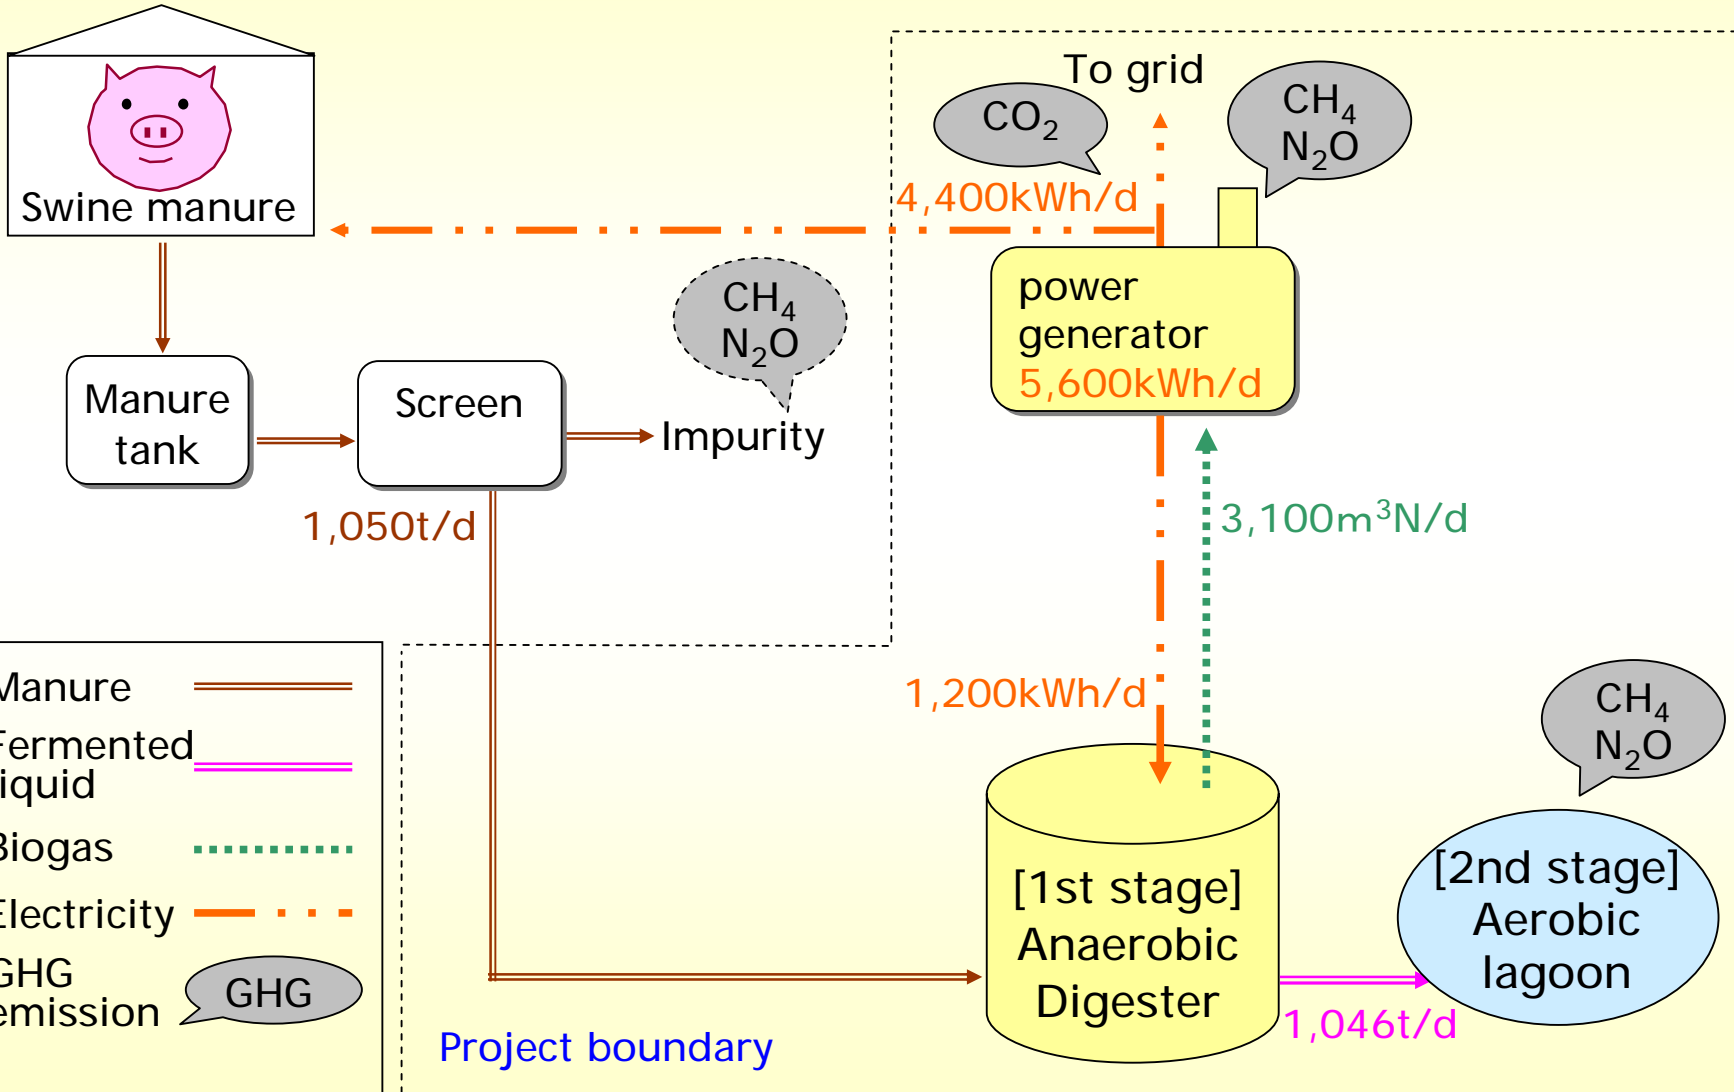 To grid
CO2
CH4
N2O
Swine manure
4,400kWh/d
CH4
N2O
power
generator
5,600kWh/d
Manure
tank
Screen
Impurity
1,050t/d
3,100m³N/d
1,200kWh/d
Manure
Fermented
liquid
Biogas
Electricity
GHG
emission
GHG
CH4
N2O
[1st stage]
Anaerobic
Digester
[2nd stage]
Aerobic
lagoon
1,046t/d
Project boundary